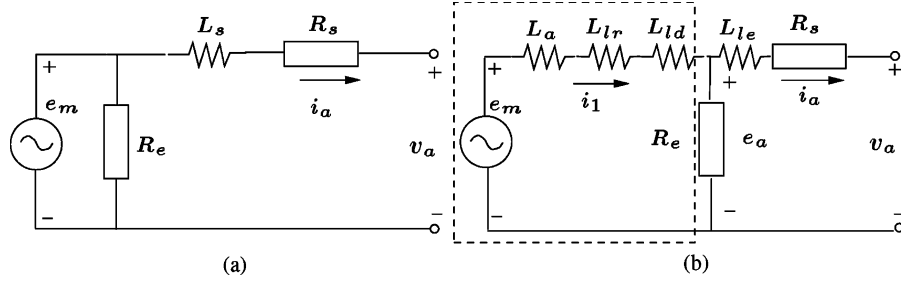 L_s R_s
+ e_m − R_e i_a + v_a −
(a)
L_a L_lr L_ld L_le R_s
+ e_m − i_1 R_e + e_a − i_a + v_a −
(b)